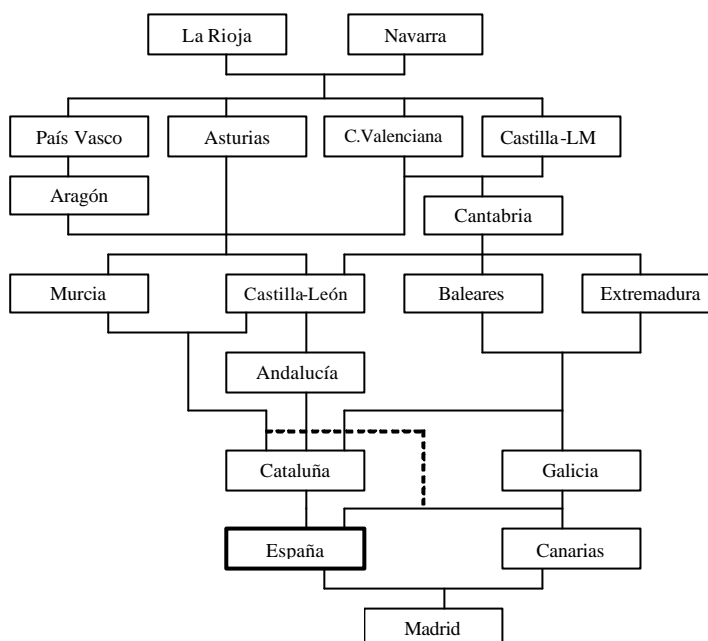 La Rioja
Navarra
País Vasco
Asturias
C.Valenciana
Castilla-LM
Aragón
Cantabria
Murcia
Castilla-León
Baleares
Extremadura
Andalucía
Cataluña
Galicia
España
Canarias
Madrid